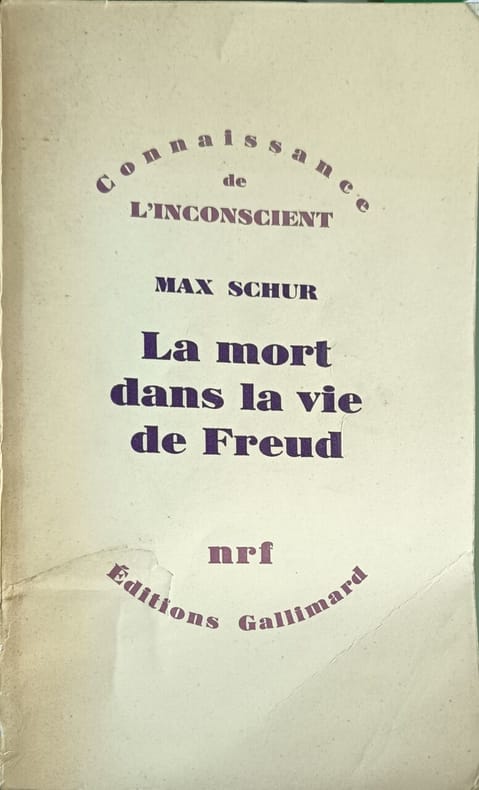 Connaissance
de
L'INCONSCIENT
MAX SCHUR
La mort
dans la vie
de Freud
nrf
Éditions Gallimard